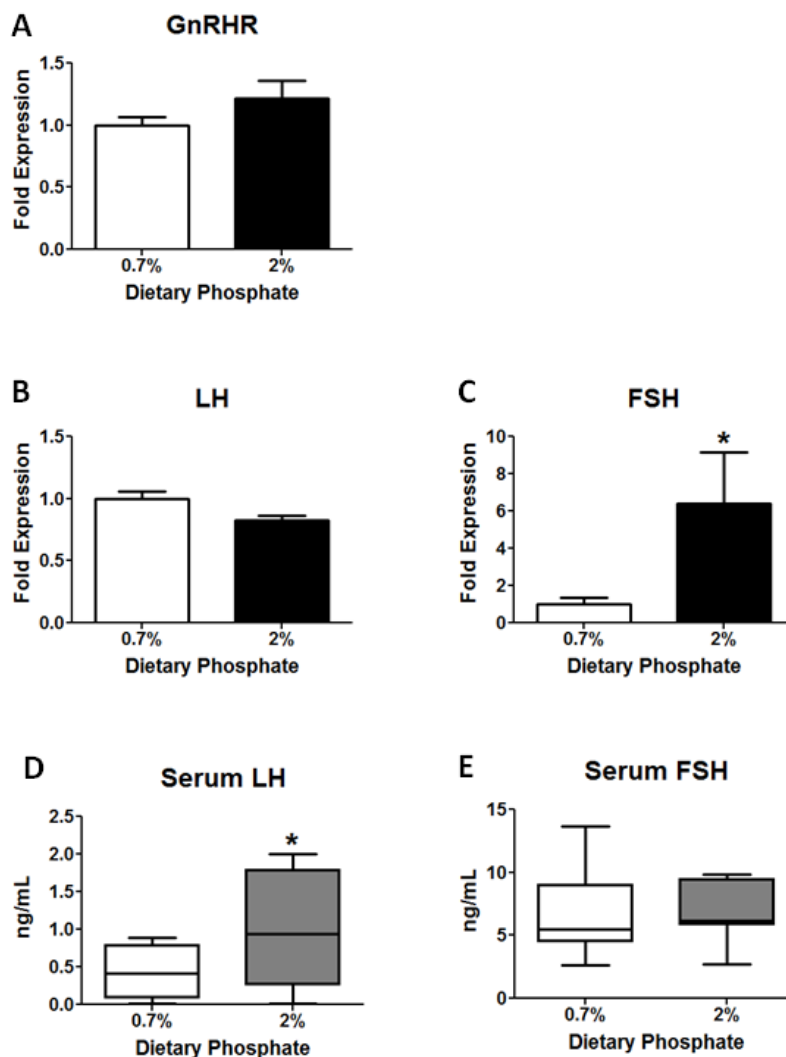 A
GnRHR
Fold Expression
1.5
1.0
0.5
0.0
0.7% 2%
Dietary Phosphate
B
LH
Fold Expression
1.5
1.0
0.5
0.0
0.7% 2%
Dietary Phosphate
C
FSH
Fold Expression
10
8
6
4
2
0
*
0.7% 2%
Dietary Phosphate
D
Serum LH
ng/mL
2.5
2.0
1.5
1.0
0.5
0.0
*
0.7% 2%
Dietary Phosphate
E
Serum FSH
ng/mL
15
10
5
0
0.7% 2%
Dietary Phosphate